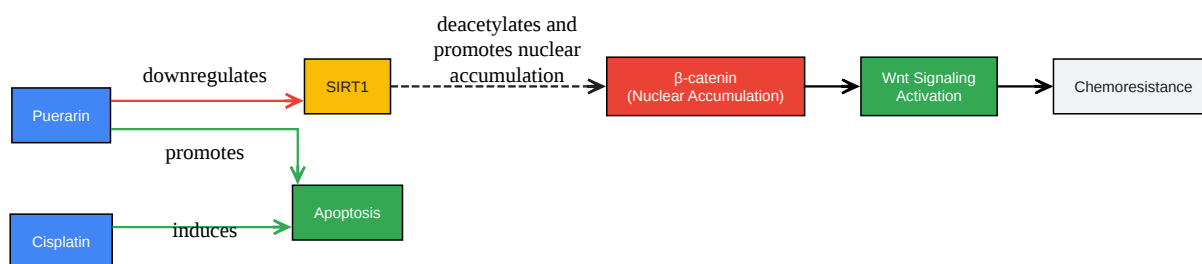 deacetylates and
promotes nuclear
accumulation
downregulates
SIRT1
β-catenin
(Nuclear Accumulation)
Wnt Signaling
Activation
Chemoresistance
Puerarin
promotes
Apoptosis
Cisplatin
induces